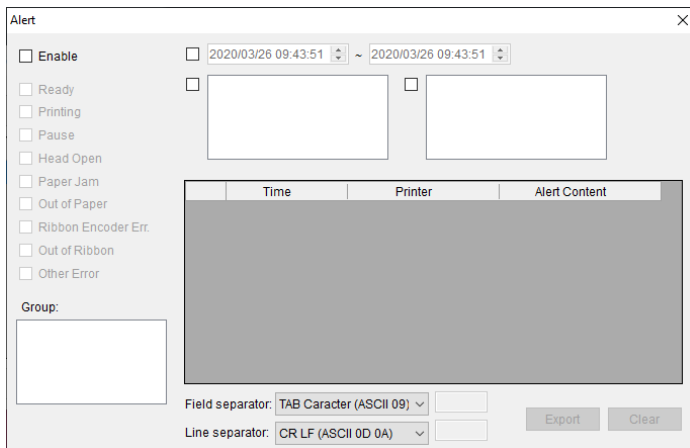 Alert
Enable
2020/03/26 09:43:51 ~ 2020/03/26 09:43:51
Ready
Printing
Pause
Head Open
Paper Jam
Out of Paper
Ribbon Encoder Err.
Out of Ribbon
Other Error
Group:
Time Printer Alert Content
Field separator: TAB Caracter (ASCII 09)
Line separator: CR LF (ASCII 0D 0A)
Export Clear